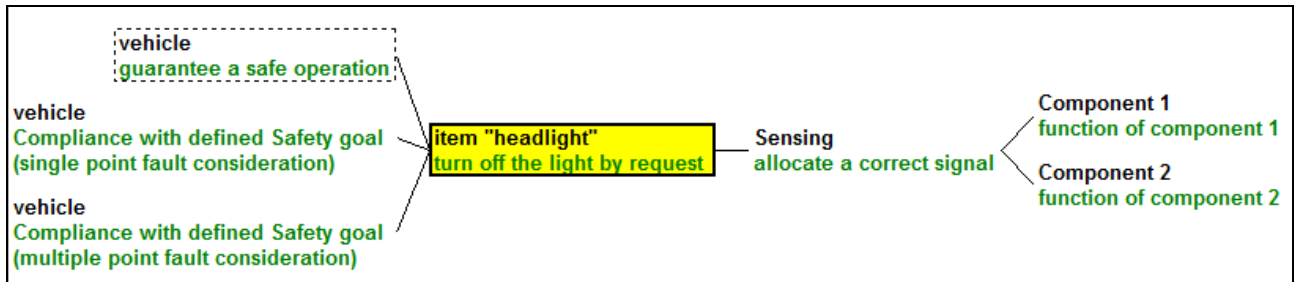 vehicle
guarantee a safe operation
vehicle
Compliance with defined Safety goal
(single point fault consideration)
vehicle
Compliance with defined Safety goal
(multiple point fault consideration)
item "headlight"
turn off the light by request
Sensing
allocate a correct signal
Component 1
function of component 1
Component 2
function of component 2